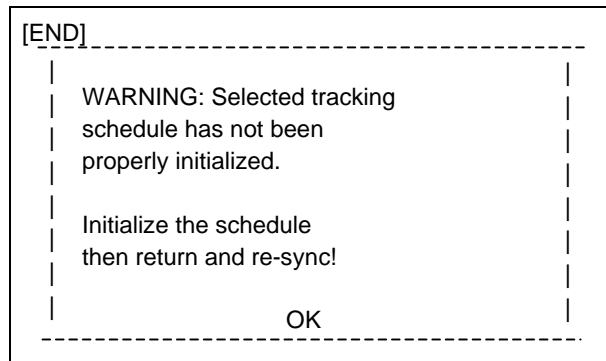 [END]
WARNING: Selected tracking
schedule has not been
properly initialized.
Initialize the schedule
then return and re-sync!
OK